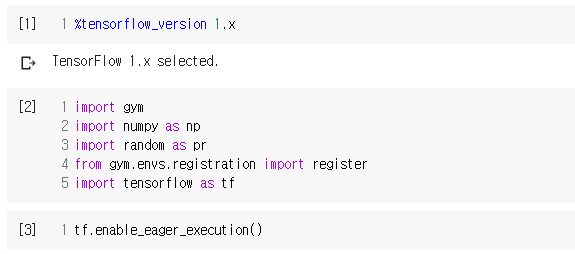 [1] 1 %tensorflow_version 1.x
TensorFlow 1.x selected.
[2] 1 import gym
2 import numpy as np
3 import random as pr
4 from gym.envs.registration import register
5 import tensorflow as tf
[3] 1 tf.enable_eager_execution()